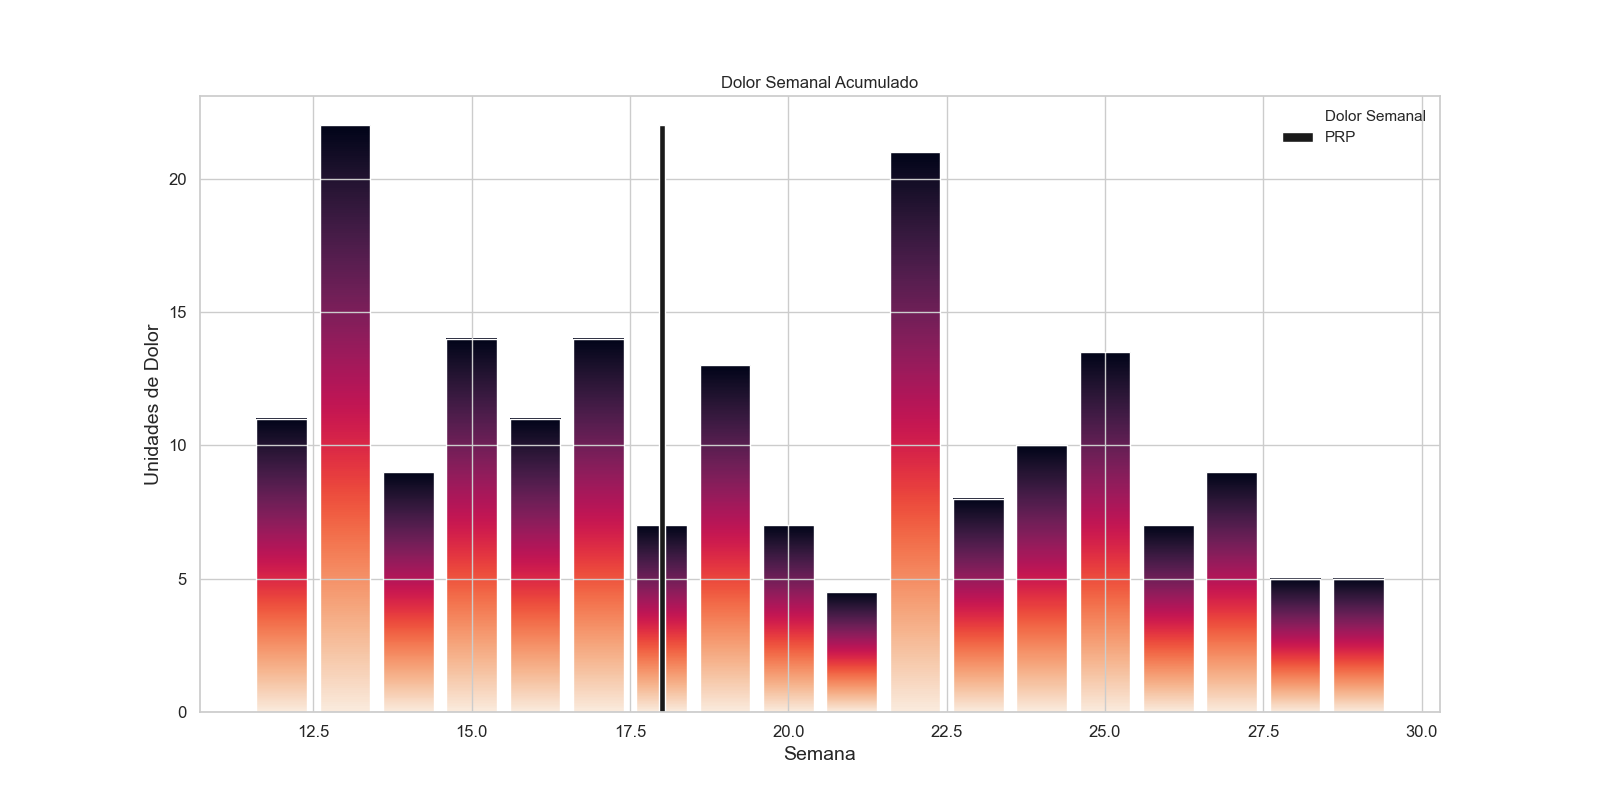 Dolor Semanal Acumulado
Dolor Semanal
PRP
Unidades de Dolor
20
15
10
5
0
12.5 15.0 17.5 20.0 22.5 25.0 27.5 30.0
Semana